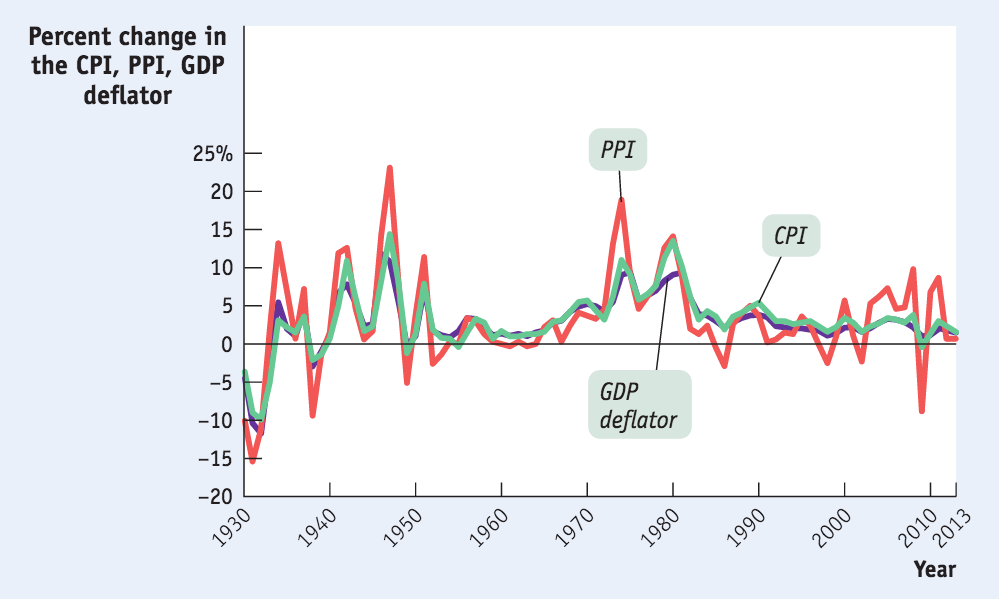 Percent change in
the CPI, PPI, GDP
deflator
25%
20
15
10
5
0
−5
−10
−15
−20
PPI
CPI
GDP
deflator
1930
1940
1950
1960
1970
1980
1990
2000
2010
2013
Year